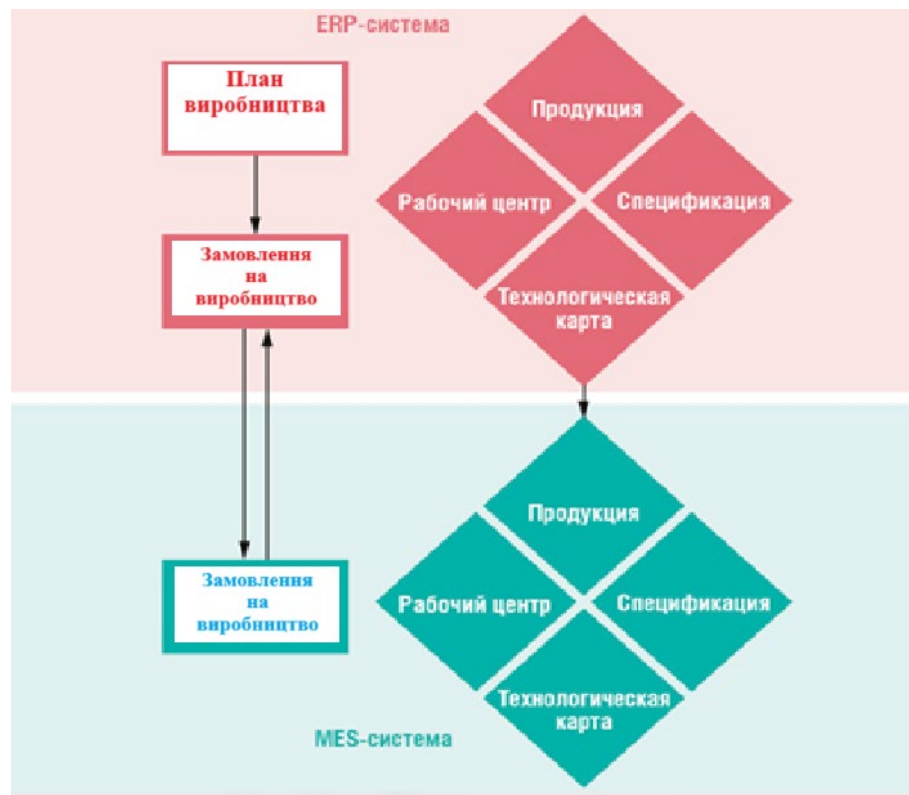 ERP-система
План
виробництва
Продукция
Рабочий центр
Спецификация
Замовлення
на
виробництво
Технологическая
карта
Продукция
Замовлення
на
виробництво
Рабочий центр
Спецификация
Технологическая
карта
MES-система